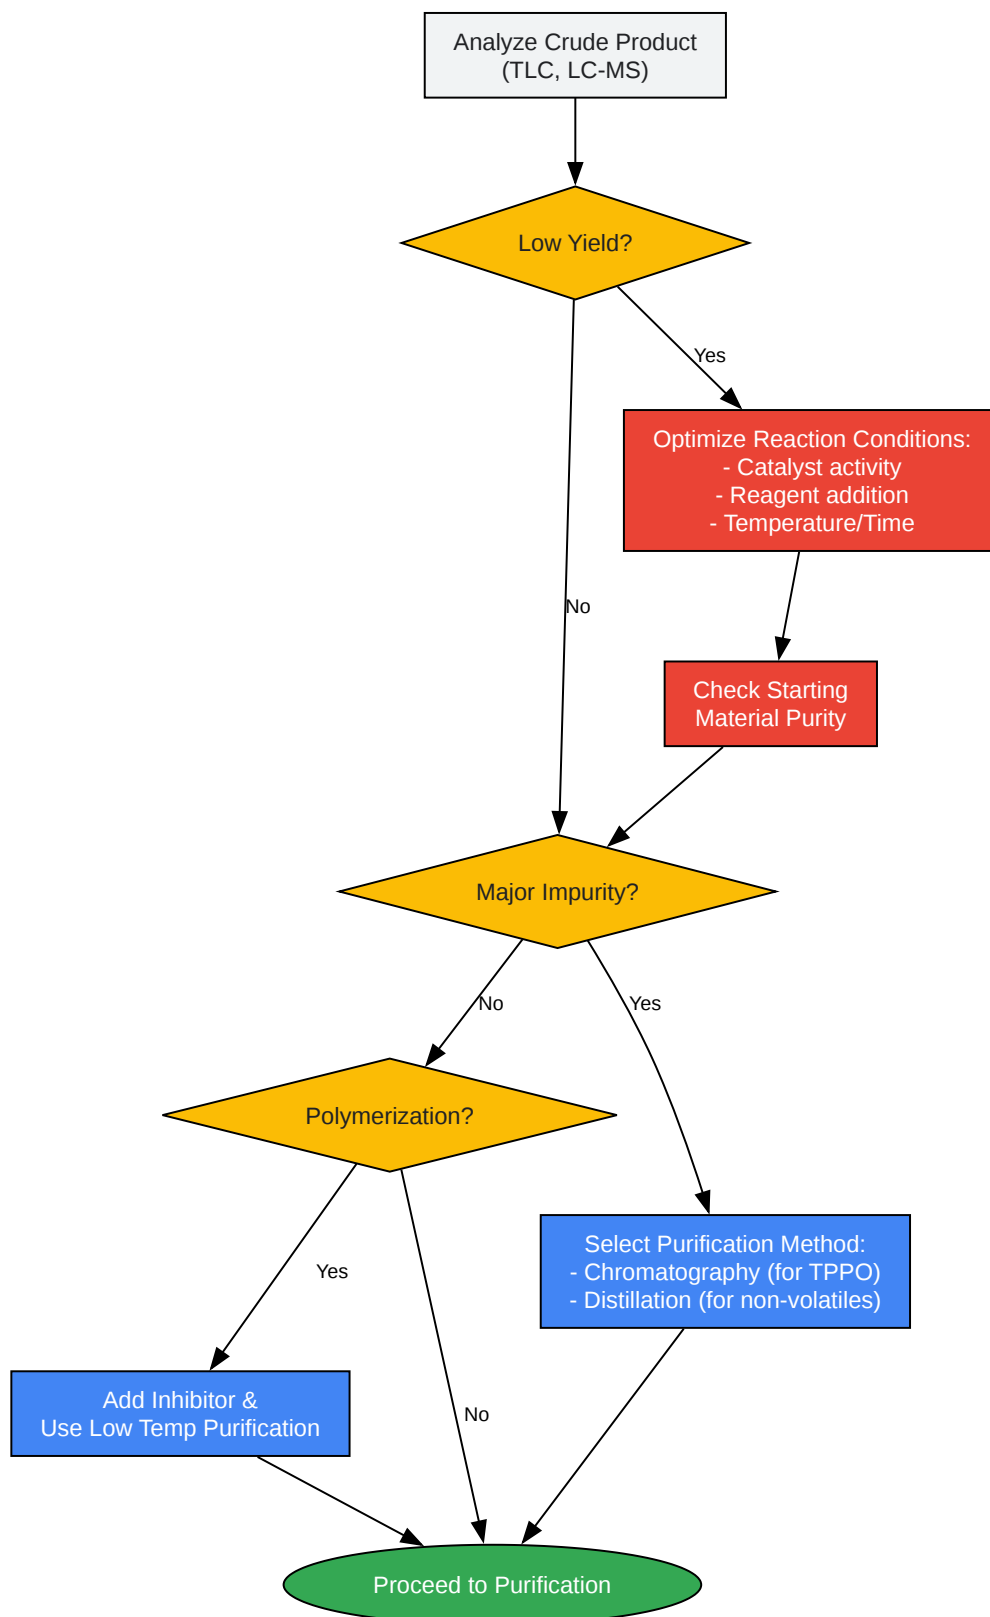 Analyze Crude Product
(TLC, LC-MS)
Low Yield?
Yes
Optimize Reaction Conditions:
- Catalyst activity
- Reagent addition
- Temperature/Time
No
Check Starting
Material Purity
Major Impurity?
No
Yes
Polymerization?
Select Purification Method:
- Chromatography (for TPPO)
- Distillation (for non-volatiles)
Yes
Add Inhibitor &
Use Low Temp Purification
No
Proceed to Purification